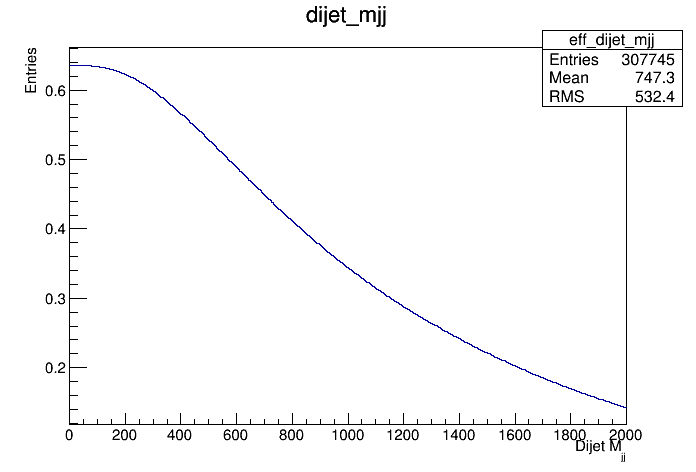 dijet_mjj
eff_dijet_mjj
Entries 307745
Mean 747.3
RMS 532.4
Entries
0.6
0.5
0.4
0.3
0.2
0 200 400 600 800 1000 1200 1400 1600 1800 2000
Dijet M_jj